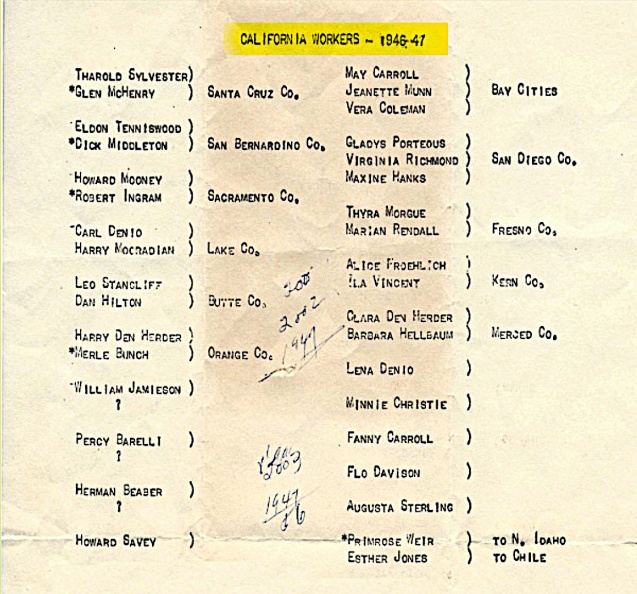 CALIFORNIA WORKERS - 1946-47
THAROLD SYLVESTER)
*GLEN MCHENRY ) SANTA CRUZ CO.
ELDON TENNISWOOD)
*DICK MIDDLETON ) SAN BERNARDINO CO.
HOWARD MOONEY )
*ROBERT INGRAM ) SACRAMENTO CO.
CARL DENIO )
HARRY MOORADIAN ) LAKE CO.
LEO STANCLIFF )
DAN HILTON ) BUTTE CO.
HARRY DEN HERDER )
*MERLE BUNCH ) ORANGE CO.
WILLIAM JAMIESON )
?
PERCY BARELLI )
?
HERMAN BEABER )
?
HOWARD SAVEY )
2002
1947
2003
1947
MAY CARROLL )
JEANETTE MUNN ) BAY CITIES
VERA COLEMAN )
GLADYS PORTEOUS )
VIRGINIA RICHMOND ) SAN DIEGO CO.
MAXINE HANKS )
THYRA MORGUE )
MARIAN RENDALL ) FRESNO CO.
ALICE FROEHLICH )
ILA VINCENT ) KERN CO.
CLARA DEN HERDER )
BARBARA HELLBAUM ) MERCED CO.
LENA DENIO )
MINNIE CHRISTIE )
FANNY CARROLL )
FLO DAVISON )
AUGUSTA STERLING )
*PRIMROSE WEIR ) TO N. IDAHO
ESTHER JONES ) TO CHILE